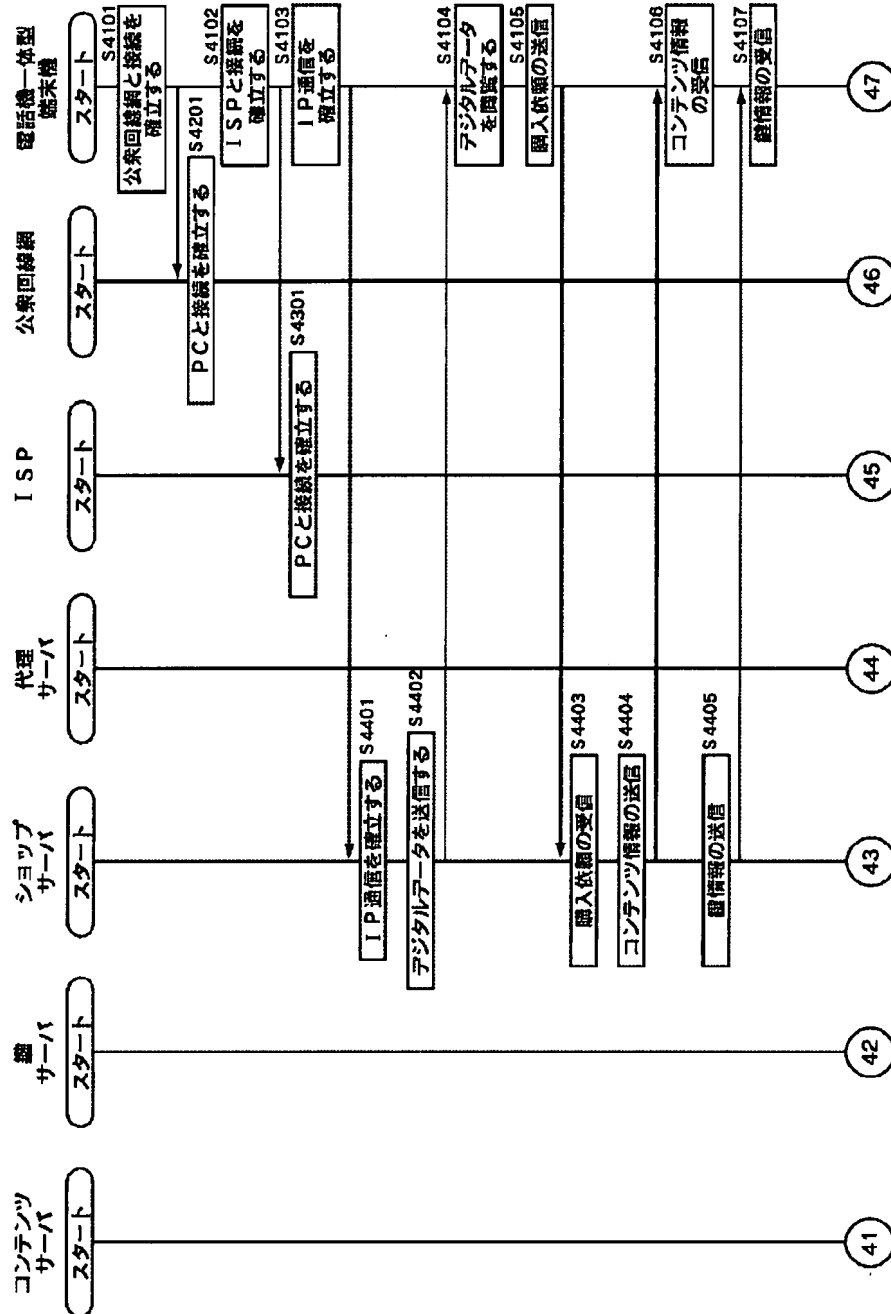 電話機一体型
端末機
スタート
S4101
公衆回線網と接続を
確立する
S4102
ISPと接続を
確立する
S4103
IP通信を
確立する
S4104
デジタルデータ
を閲覧する
S4105
購入依頼の送信
S4106
コンテンツ情報
の受信
S4107
鍵情報の受信
47
公衆回線網
スタート
S4201
PCと接続を確立する
46
ISP
スタート
S4301
PCと接続を確立する
45
代理
サーバ
スタート
44
ショップ
サーバ
スタート
S4401
IP通信を確立する
S4402
デジタルデータを送信する
S4403
購入依頼の受信
S4404
コンテンツ情報の送信
S4405
鍵情報の送信
43
鍵
サーバ
スタート
42
コンテンツ
サーバ
スタート
41